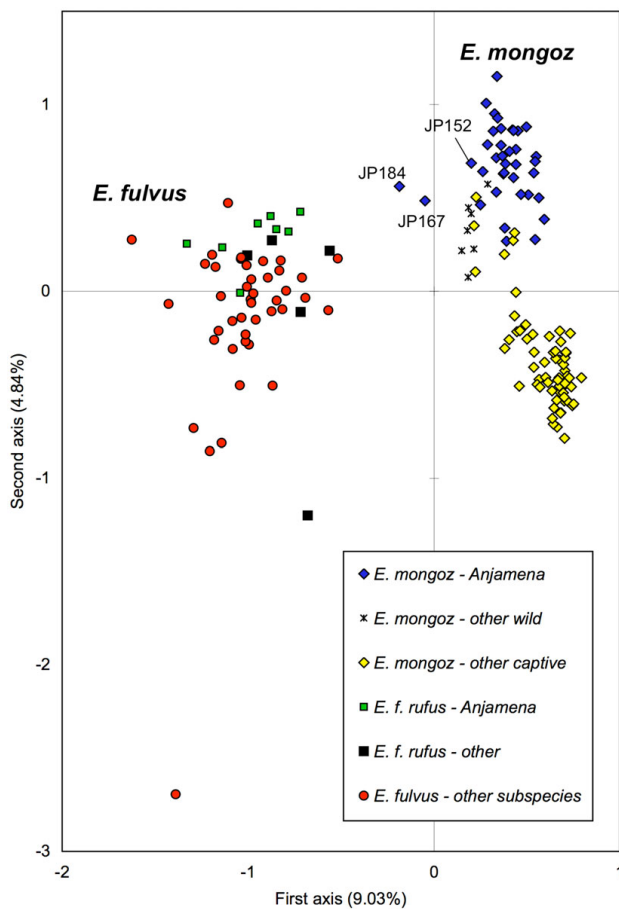 E. mongoz
JP152
JP184
JP167
E. fulvus
1
0
-1
-2
-3
Second axis (4.84%)
E. mongoz - Anjamena
E. mongoz - other wild
E. mongoz - other captive
E. f. rufus - Anjamena
E. f. rufus - other
E. fulvus - other subspecies
-2
-1
0
1
First axis (9.03%)